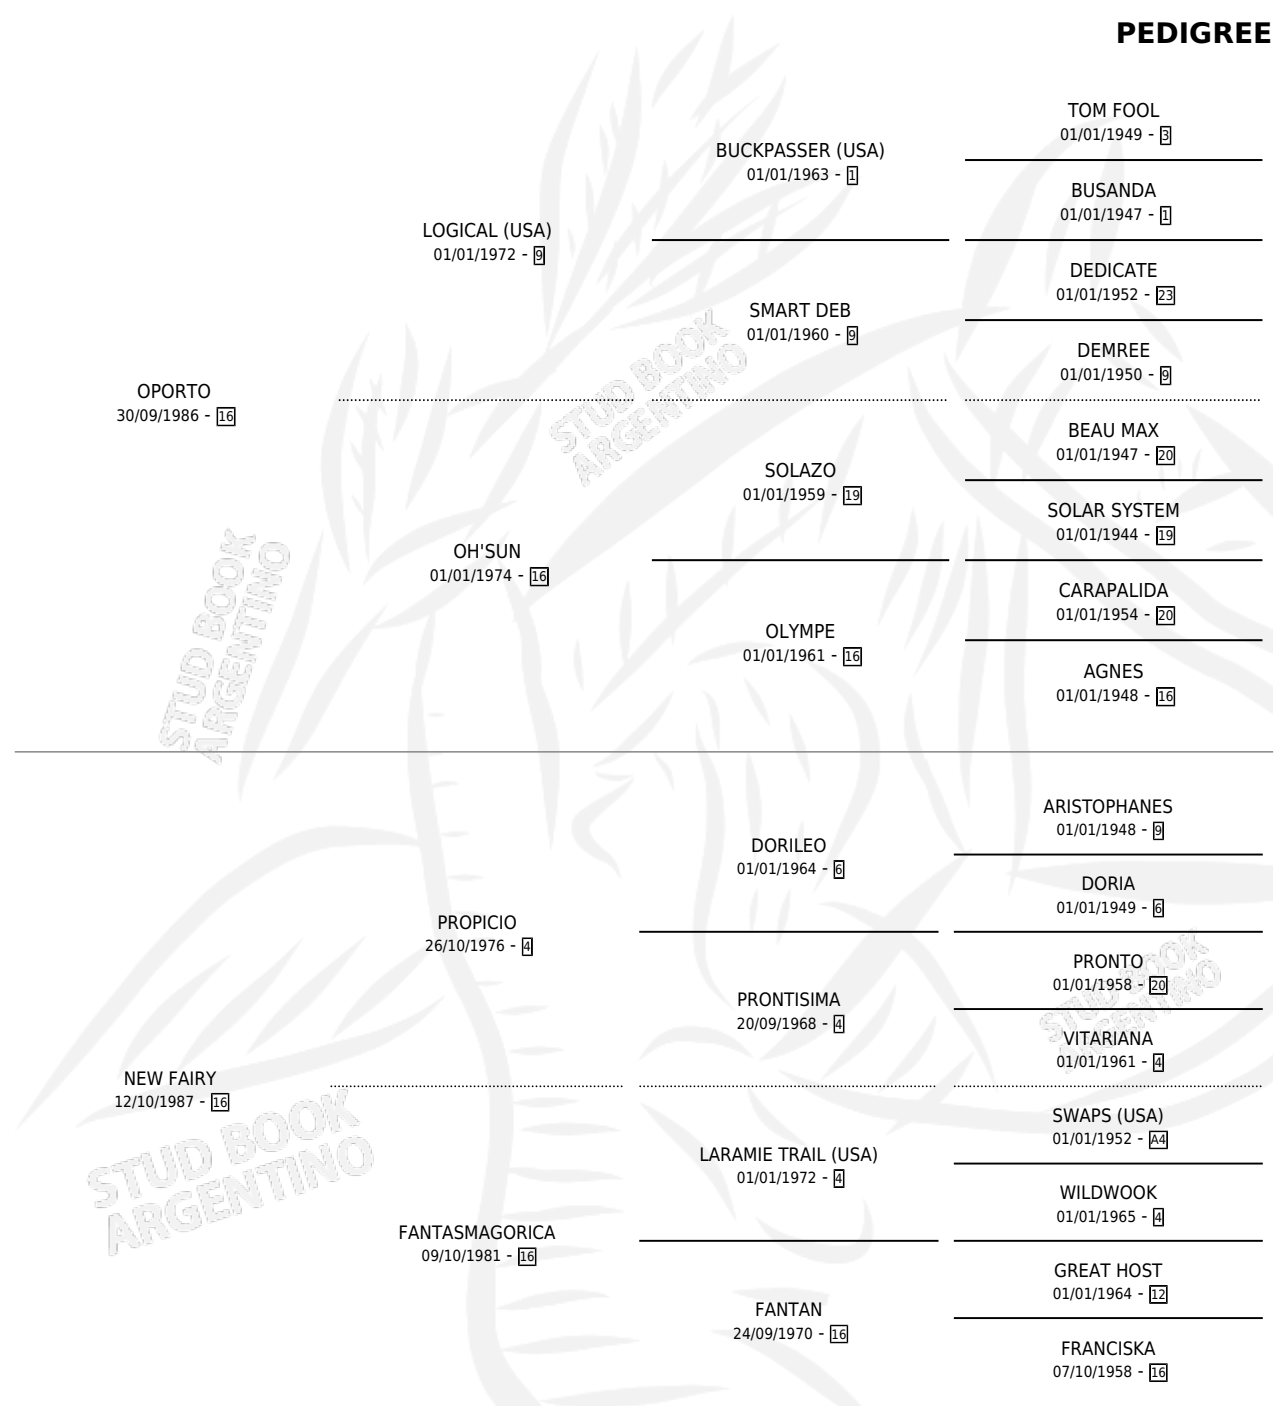 PEDIGREE
TOM FOOL
01/01/1949 - 3
BUCKPASSER (USA)
01/01/1963 - 1
BUSANDA
01/01/1947 - 1
LOGICAL (USA)
01/01/1972 - 9
DEDICATE
01/01/1952 - 23
SMART DEB
01/01/1960 - 9
DEMREE
01/01/1950 - 9
OPORTO
30/09/1986 - 16
BEAU MAX
01/01/1947 - 20
SOLAZO
01/01/1959 - 19
SOLAR SYSTEM
01/01/1944 - 19
OH'SUN
01/01/1974 - 16
CARAPALIDA
01/01/1954 - 20
OLYMPE
01/01/1961 - 16
AGNES
01/01/1948 - 16
ARISTOPHANES
01/01/1948 - 9
DORILEO
01/01/1964 - 6
DORIA
01/01/1949 - 6
PROPICIO
26/10/1976 - 4
PRONTO
01/01/1958 - 20
PRONTISIMA
20/09/1968 - 4
VITARIANA
01/01/1961 - 4
NEW FAIRY
12/10/1987 - 16
SWAPS (USA)
01/01/1952 - A4
LARAMIE TRAIL (USA)
01/01/1972 - 4
WILDWOOK
01/01/1965 - 4
FANTASMAGORICA
09/10/1981 - 16
GREAT HOST
01/01/1964 - 12
FANTAN
24/09/1970 - 16
FRANCISKA
07/10/1958 - 16
STUD BOOK
ARGENTINO
STUD BOOK
ARGENTINO
STUD BOOK
ARGENTINO
STUD BOOK
ARGENTINO